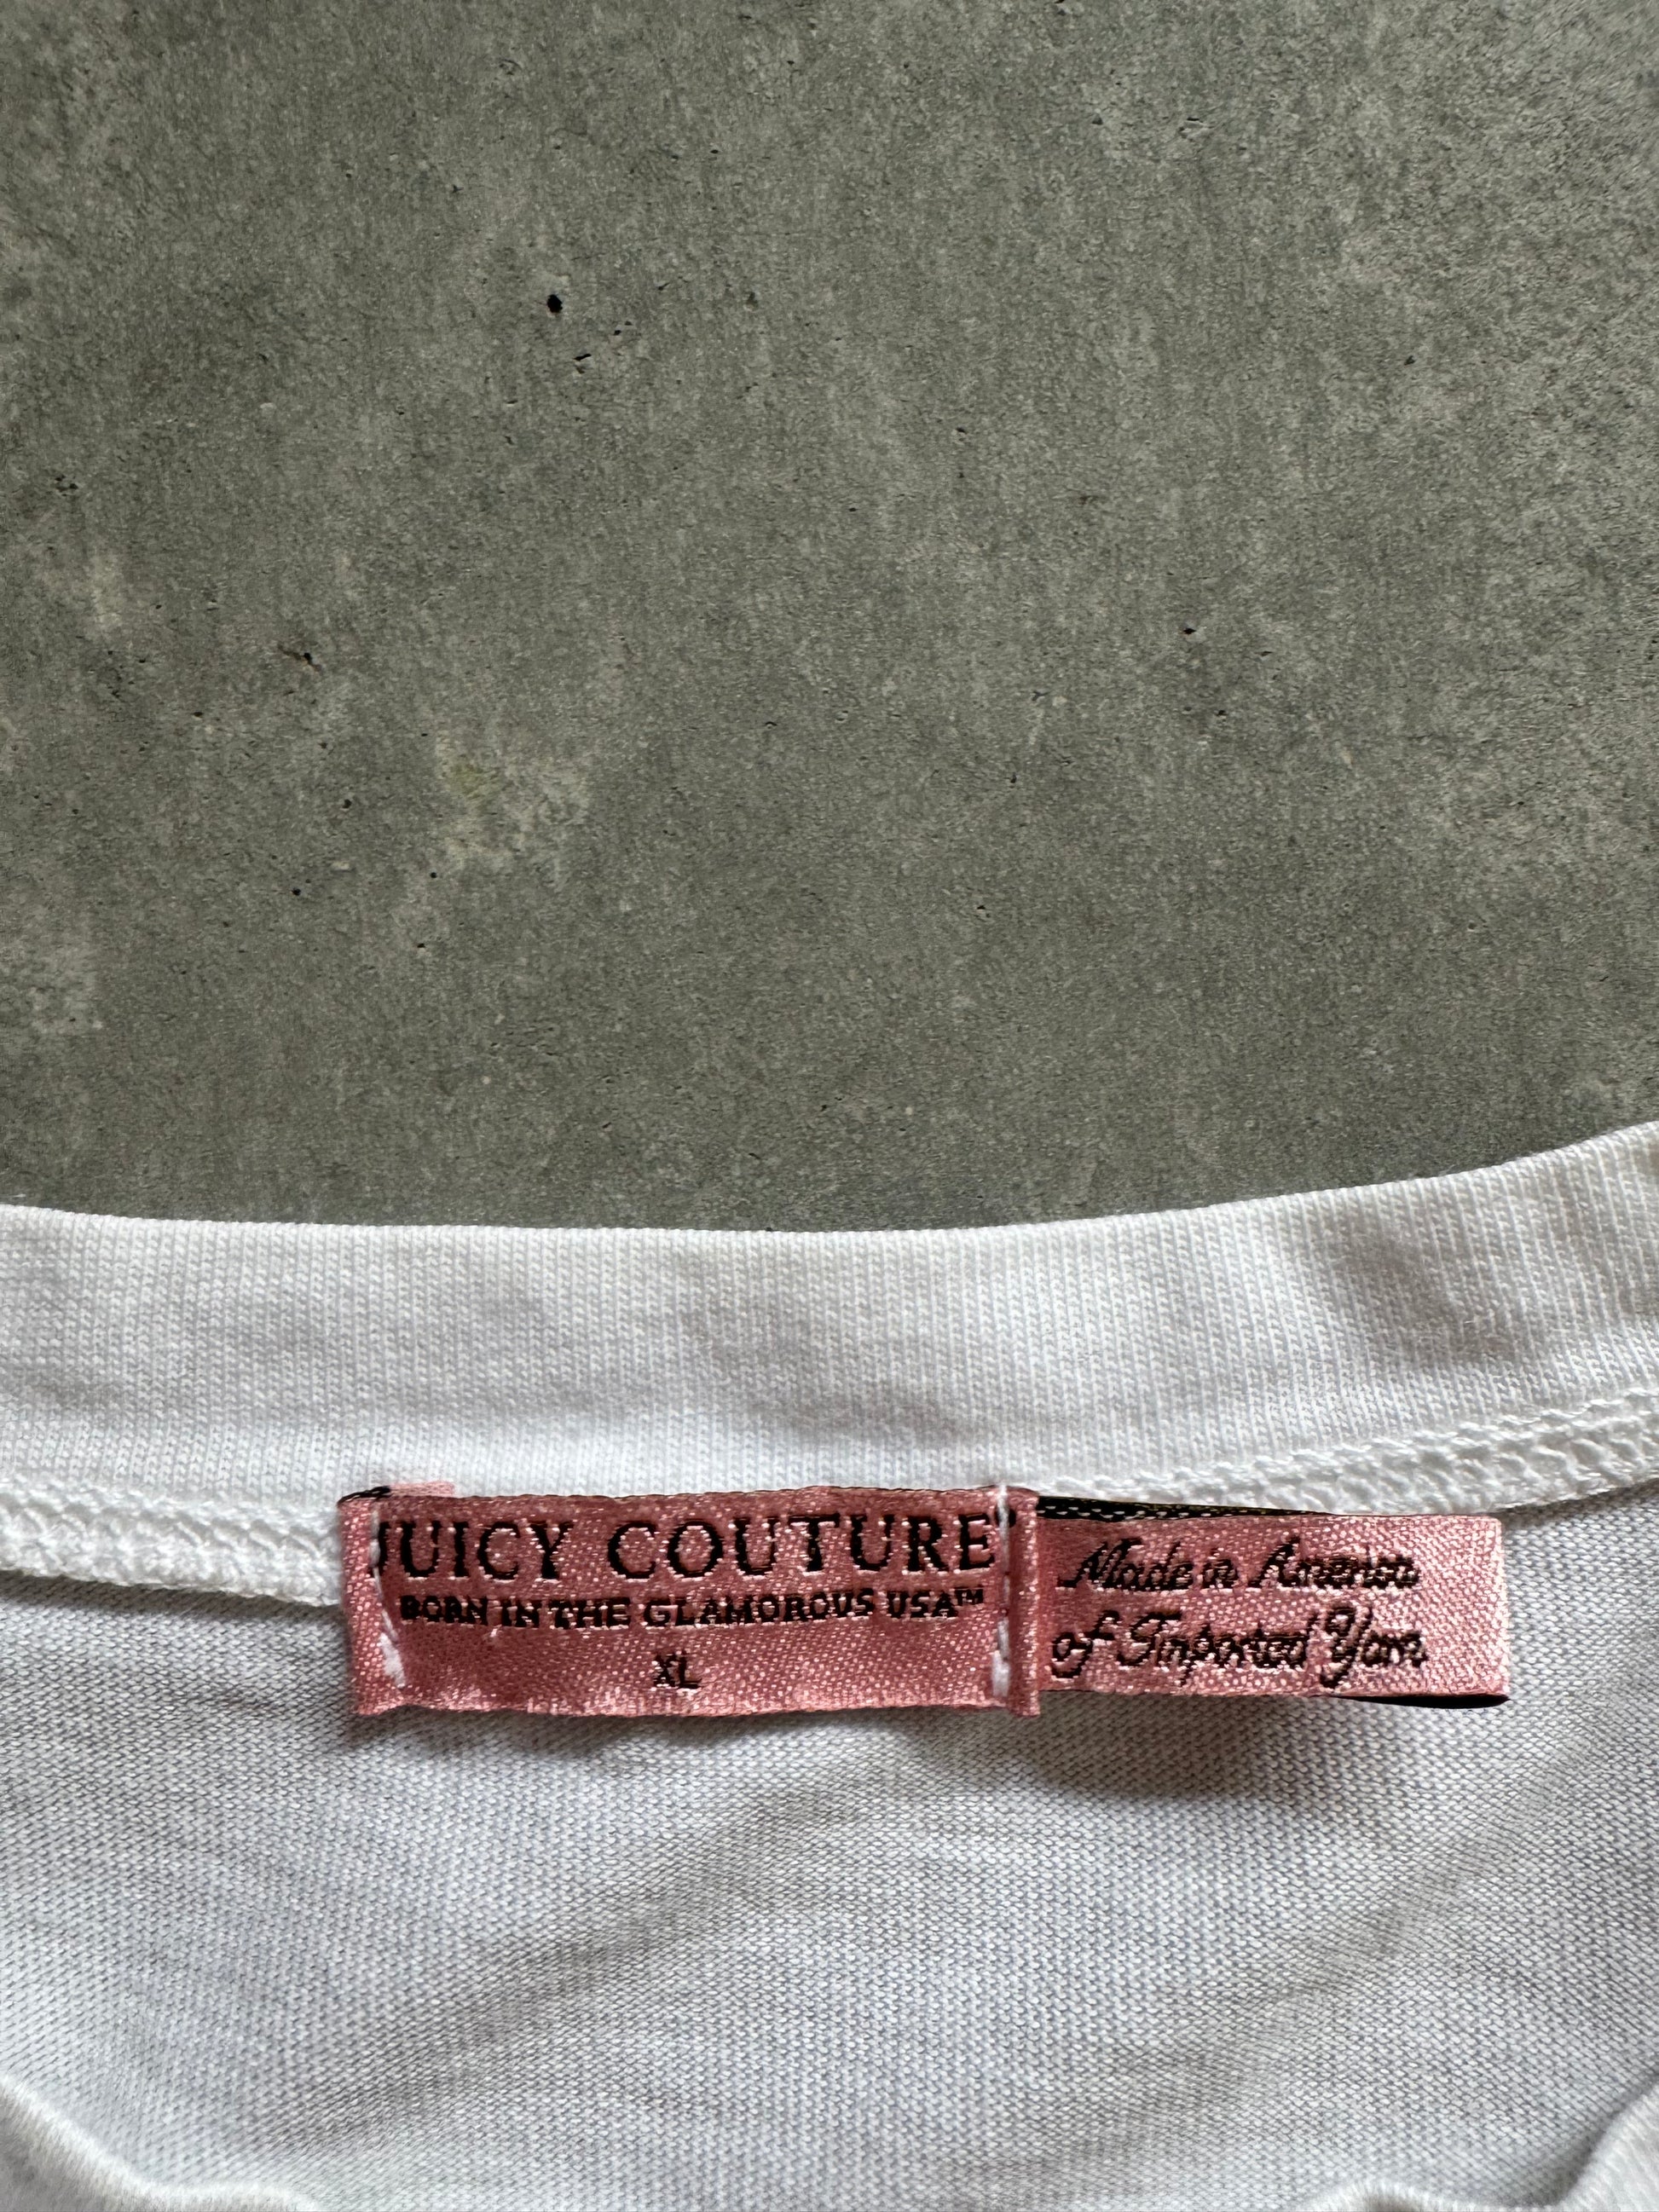 JUICY COUTURE®
BORN IN THE GLAMOROUS USA™
XL
Made in America
of Imported Yarn